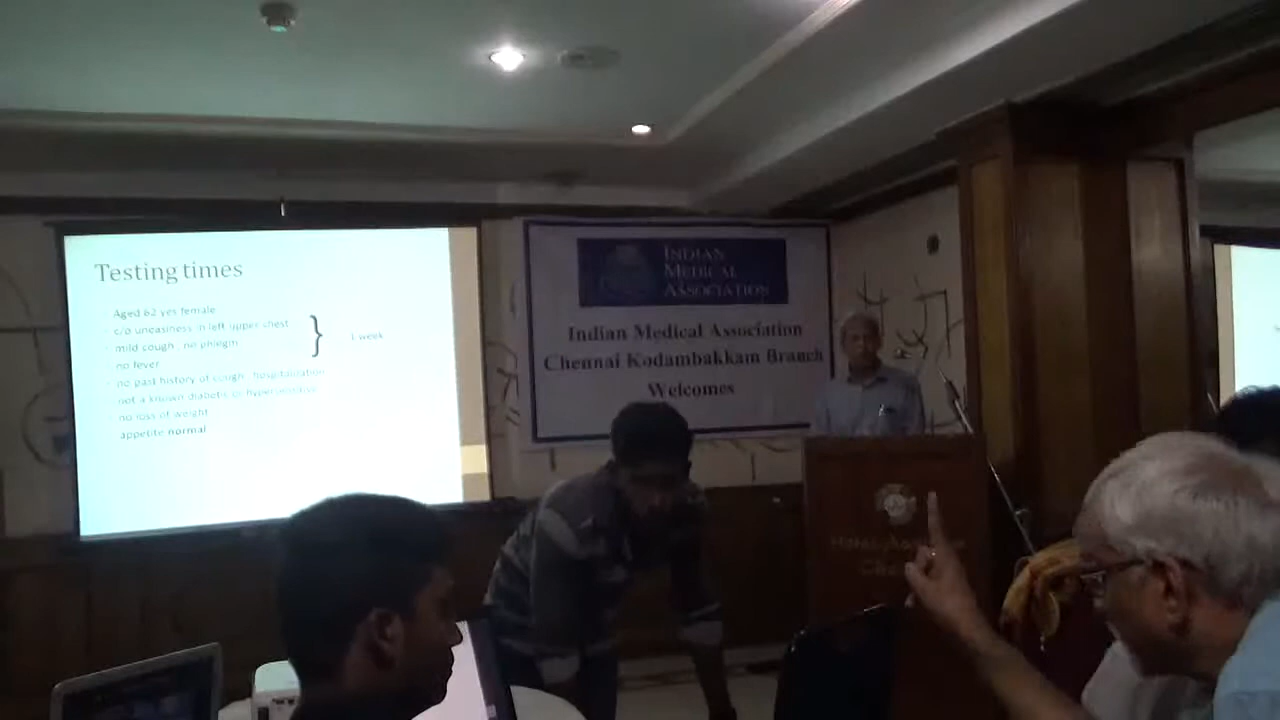 Testing times
Aged 62 yes female
c/o uneasiness in left upper chest
mild cough , no phlegm
} 1 week
no fever
no past history of cough , hospitalization
not a known diabetic or hypertensive
no loss of weight
appetite normal
INDIAN
MEDICAL
ASSOCIATION
Indian Medical Association
Chennai Kodambakkam Branch
Welcomes